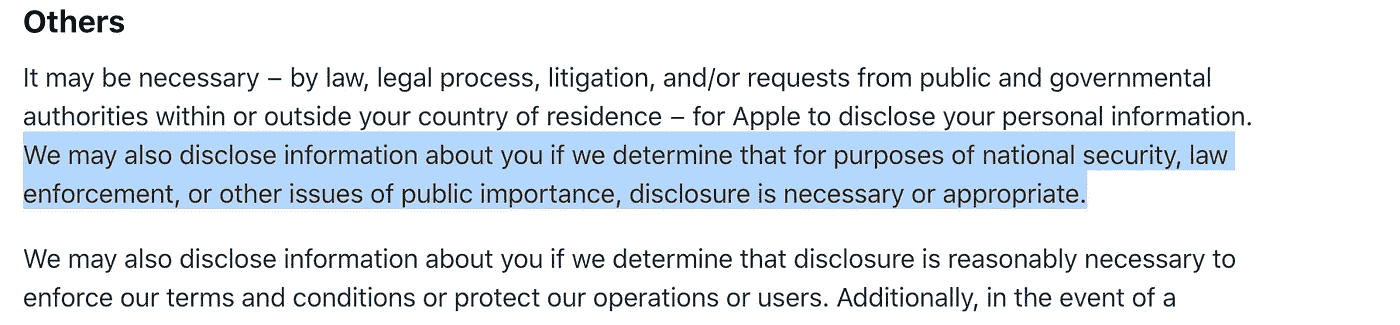 Others
It may be necessary – by law, legal process, litigation, and/or requests from public and governmental
authorities within or outside your country of residence – for Apple to disclose your personal information.
We may also disclose information about you if we determine that for purposes of national security, law
enforcement, or other issues of public importance, disclosure is necessary or appropriate.
We may also disclose information about you if we determine that disclosure is reasonably necessary to
enforce our terms and conditions or protect our operations or users. Additionally, in the event of a